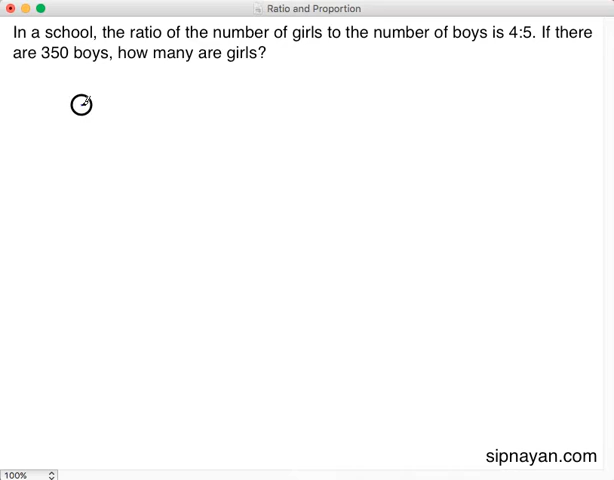 Ratio and Proportion
In a school, the ratio of the number of girls to the number of boys is 4:5. If there
are 350 boys, how many are girls?
sipnayan.com
100%